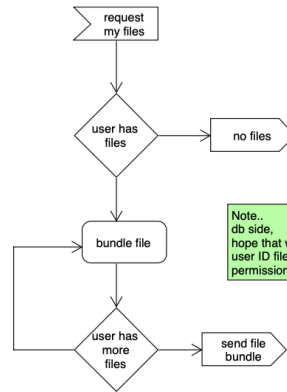 request
my files
user has
files
no files
Note..
db side,
hope that
user ID file
permission
bundle file
user has
more
files
send file
bundle